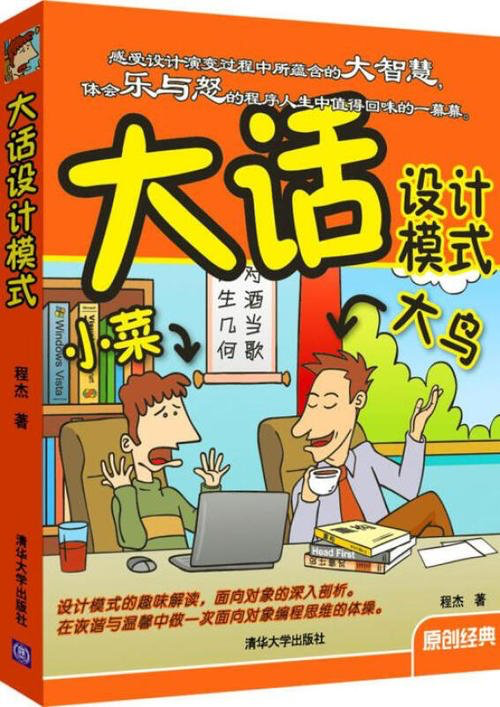 大话设计模式
程杰 著
清华大学出版社
感受设计演变过程中所蕴含的大智慧,
体会乐与怒的程序人生中值得回味的一幕幕。
大话
设计
模式
对酒当歌
生几何
小菜
大鸟
Windows Vista
Head First
设计模式的趣味解读，面向对象的深入剖析。
在诙谐与温馨中做一次面向对象编程思维的体操。
程杰 著
清华大学出版社
原创经典